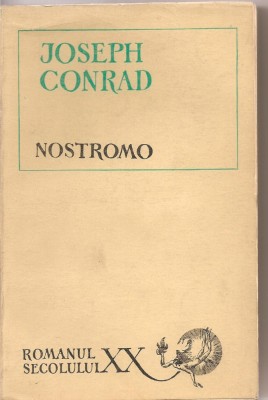 JOSEPH
CONRAD
NOSTROMO
ROMANUL
SECOLULUI XX